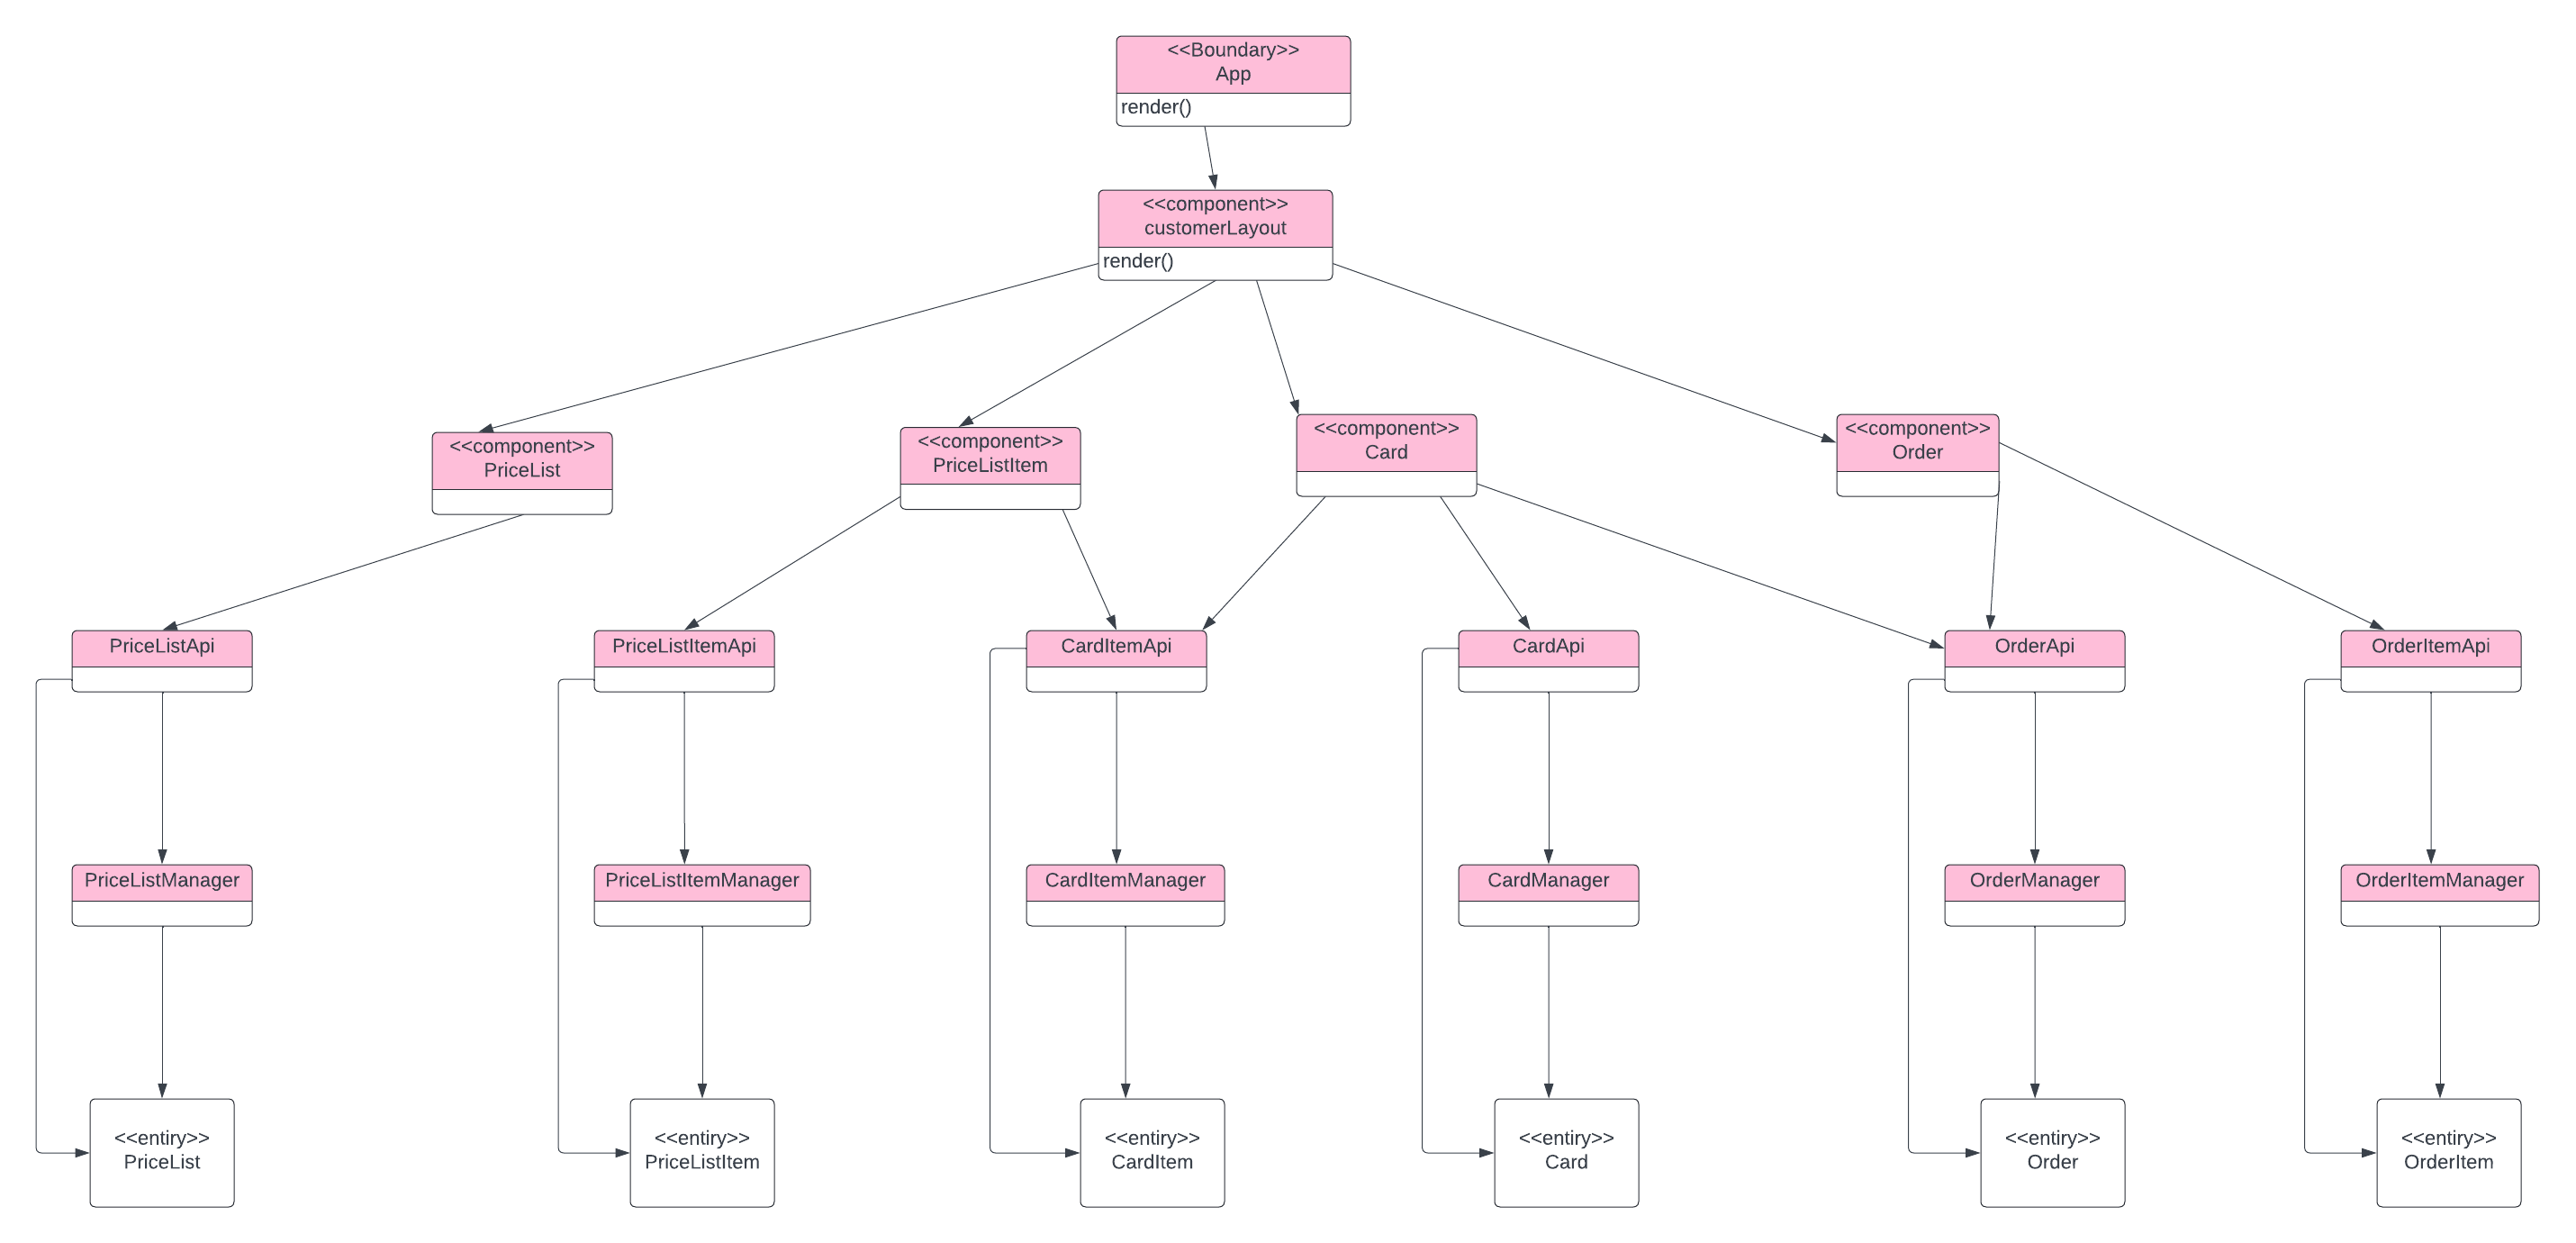 <<Boundary>>
App
render()
<<component>>
customerLayout
render()
<<component>>
PriceList
<<component>>
PriceListItem
<<component>>
Card
<<component>>
Order
PriceListApi
PriceListItemApi
CardItemApi
CardApi
OrderApi
OrderItemApi
PriceListManager
PriceListItemManager
CardItemManager
CardManager
OrderManager
OrderItemManager
<<entiry>>
PriceList
<<entiry>>
PriceListItem
<<entiry>>
CardItem
<<entiry>>
Card
<<entiry>>
Order
<<entiry>>
OrderItem